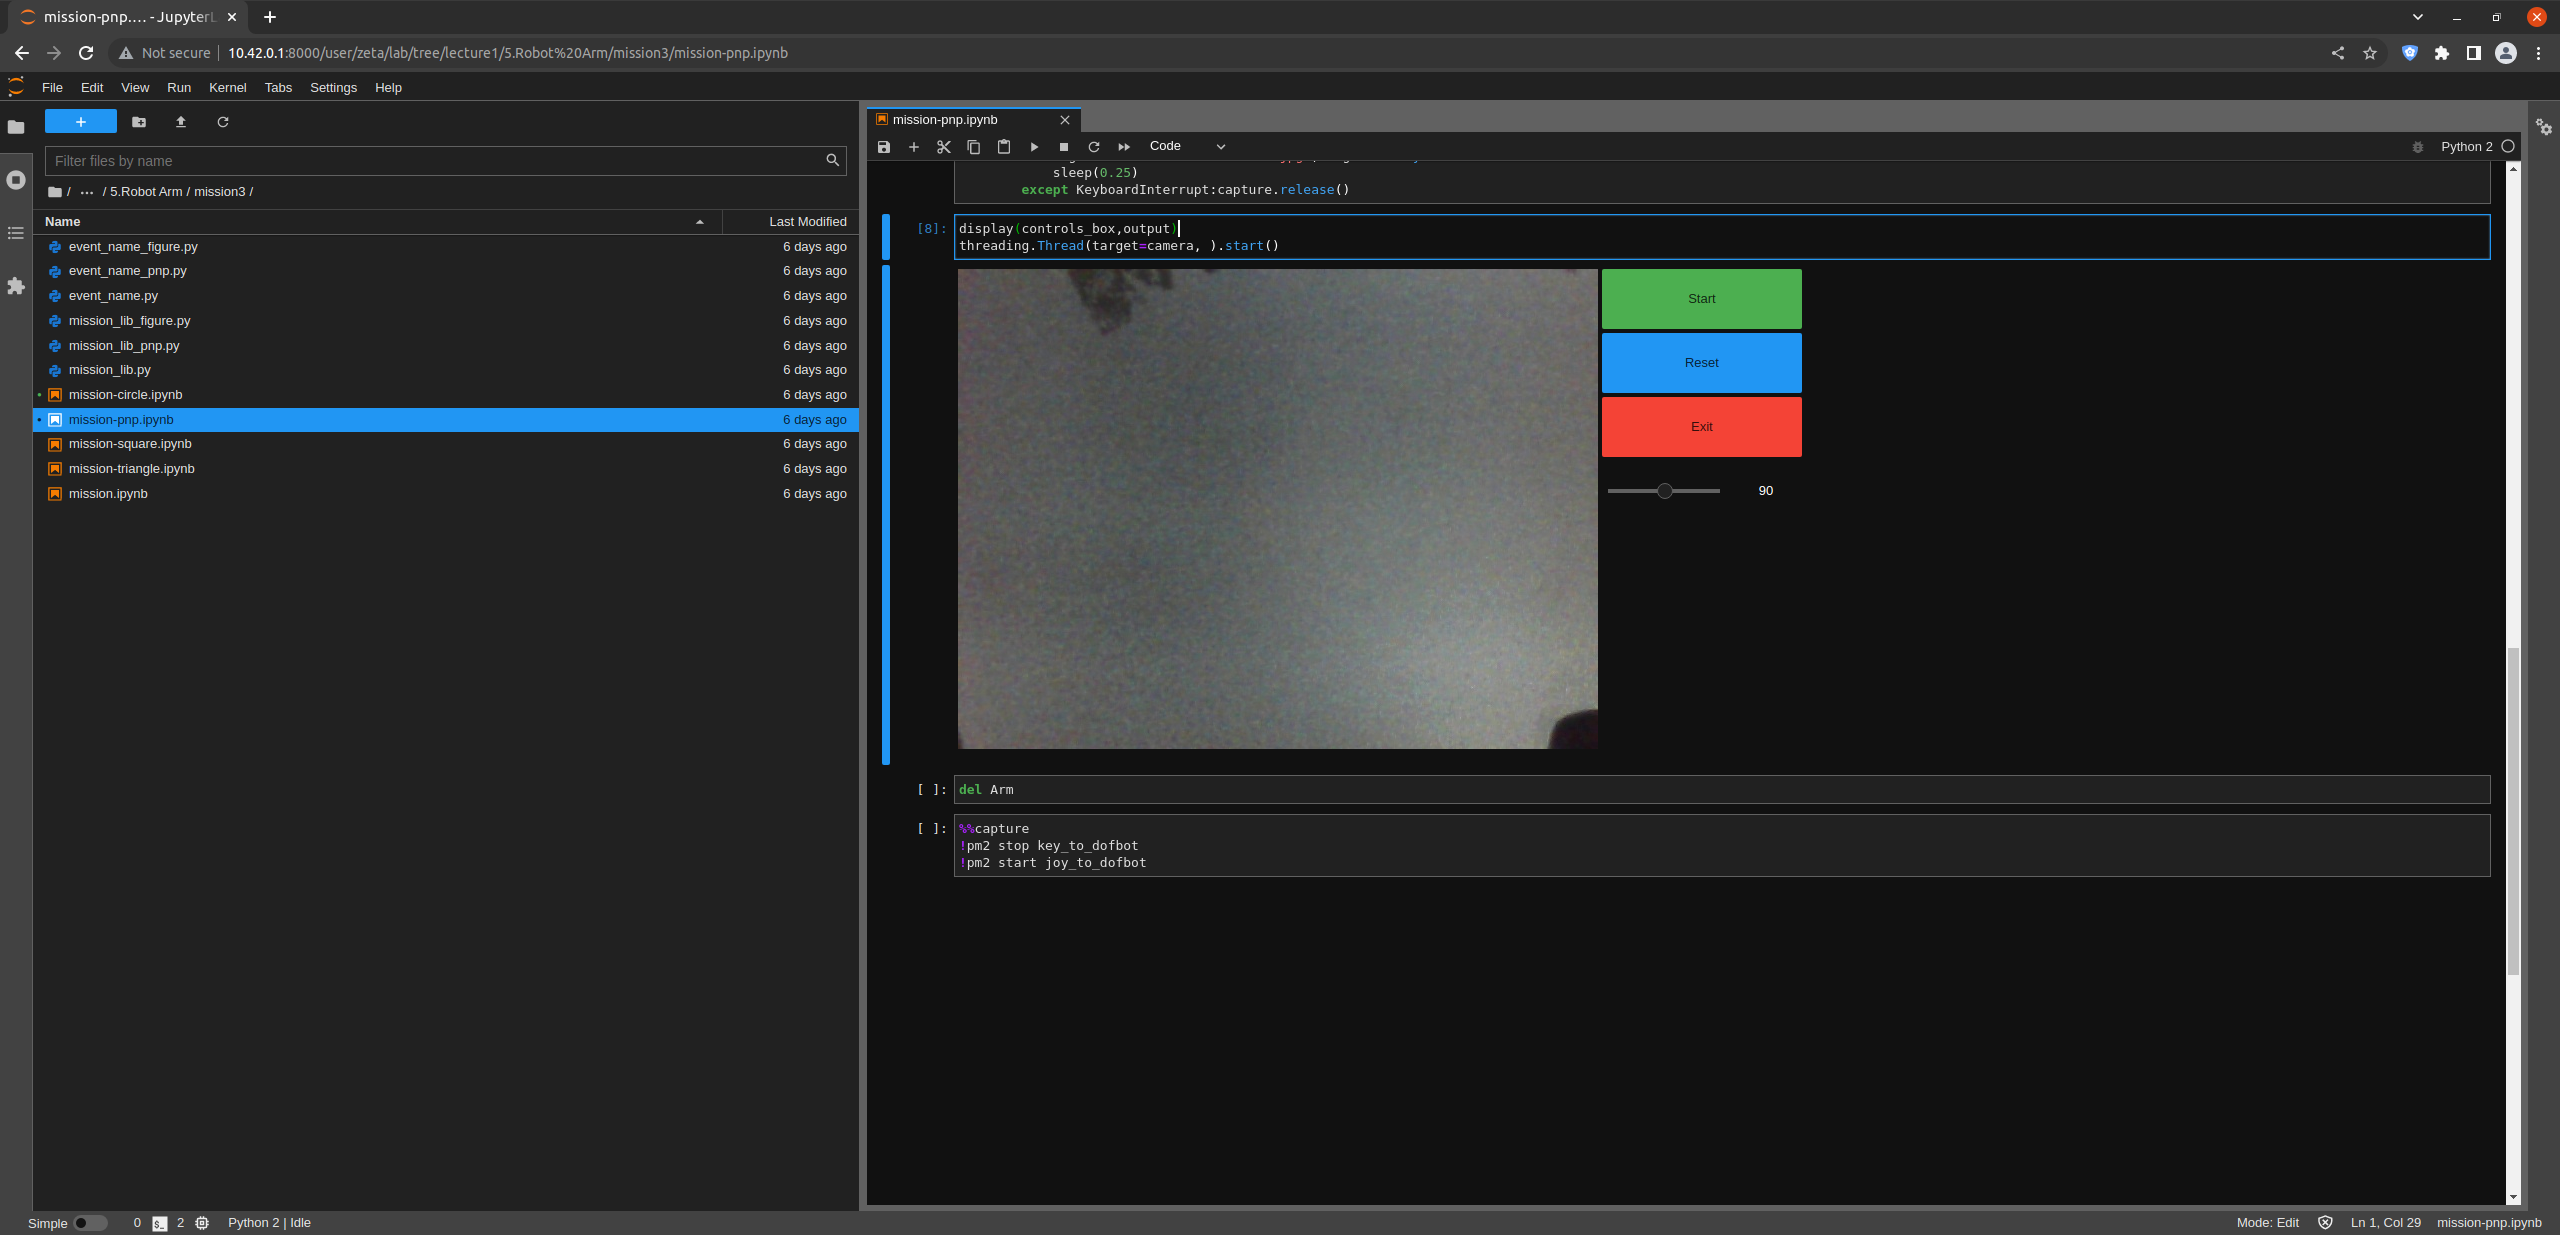 mission-pnp.... - JupyterL
Not secure | 10.42.0.1:8000/user/zeta/lab/tree/lecture1/5.Robot%20Arm/mission3/mission-pnp.ipynb
File Edit View Run Kernel Tabs Settings Help
mission-pnp.ipynb
Code
Python 2
Filter files by name
/ ··· / 5.Robot Arm / mission3 /
Name Last Modified
event_name_figure.py 6 days ago
event_name_pnp.py 6 days ago
event_name.py 6 days ago
mission_lib_figure.py 6 days ago
mission_lib_pnp.py 6 days ago
mission_lib.py 6 days ago
mission-circle.ipynb 6 days ago
mission-pnp.ipynb 6 days ago
mission-square.ipynb 6 days ago
mission-triangle.ipynb 6 days ago
mission.ipynb 6 days ago
sleep(0.25)
except KeyboardInterrupt:capture.release()
[8]: display(controls_box,output)
threading.Thread(target=camera, ).start()
Start
Reset
Exit
90
[ ]: del Arm
[ ]: %%capture
!pm2 stop key_to_dofbot
!pm2 start joy_to_dofbot
Simple 0 $_ 2 Python 2 | Idle
Mode: Edit Ln 1, Col 29 mission-pnp.ipynb